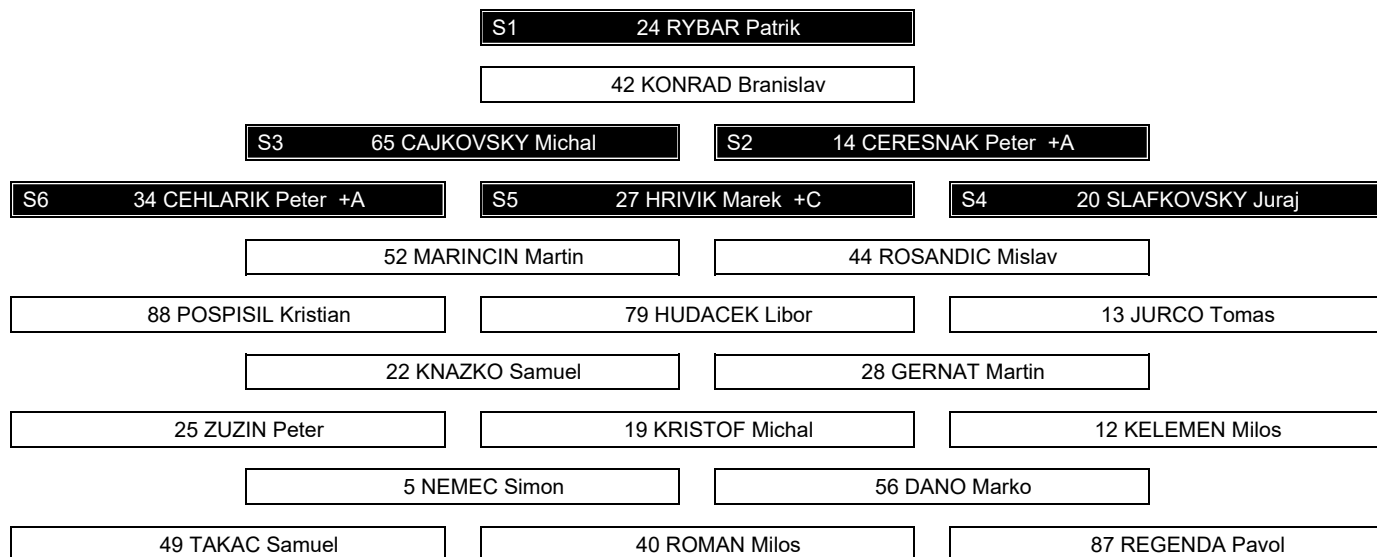 S1 24 RYBAR Patrik
42 KONRAD Branislav
S3 65 CAJKOVSKY Michal S2 14 CERESNAK Peter +A
S6 34 CEHLARIK Peter +A S5 27 HRIVIK Marek +C S4 20 SLAFKOVSKY Juraj
52 MARINCIN Martin 44 ROSANDIC Mislav
88 POSPISIL Kristian 79 HUDACEK Libor 13 JURCO Tomas
22 KNAZKO Samuel 28 GERNAT Martin
25 ZUZIN Peter 19 KRISTOF Michal 12 KELEMEN Milos
5 NEMEC Simon 56 DANO Marko
49 TAKAC Samuel 40 ROMAN Milos 87 REGENDA Pavol